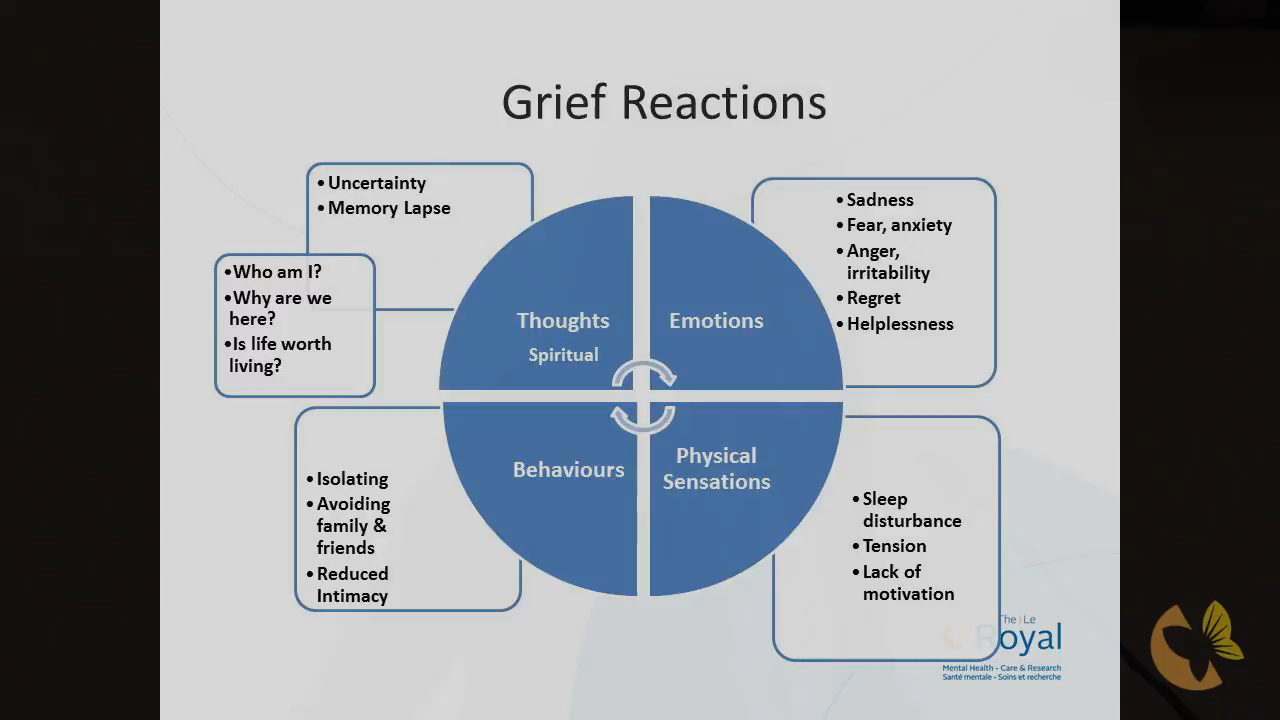 Grief Reactions
• Uncertainty
• Memory Lapse
•Who am I?
•Why are we
here?
•Is life worth
living?
Thoughts
Spiritual
Emotions
• Sadness
• Fear, anxiety
• Anger,
irritability
• Regret
• Helplessness
Behaviours
• Isolating
• Avoiding
family &
friends
• Reduced
Intimacy
Physical
Sensations
• Sleep
disturbance
• Tension
• Lack of
motivation
The | Le
Royal
Mental Health - Care & Research
Santé mentale - Soins et recherche